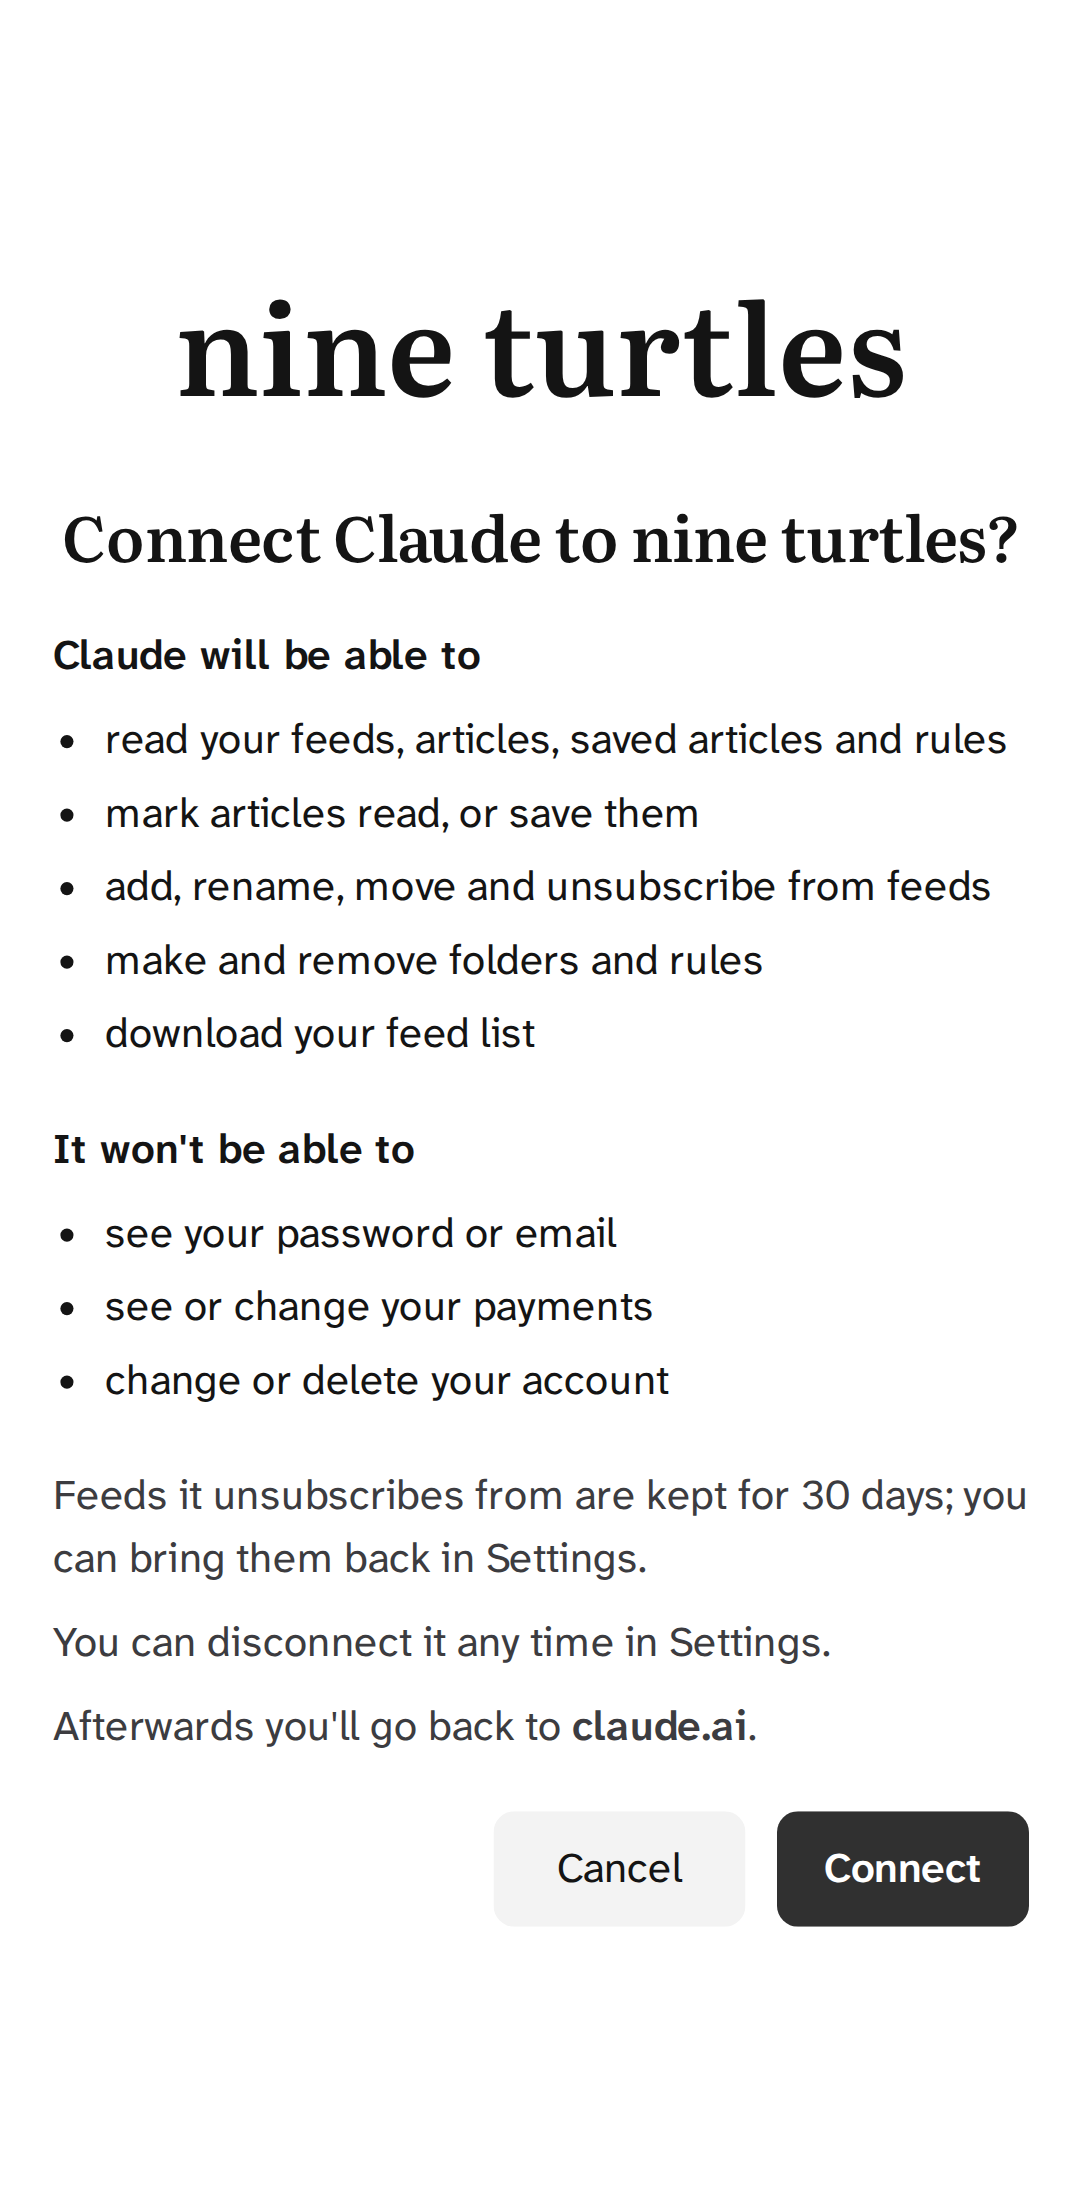 nine turtles
Connect Claude to nine turtles?
Claude will be able to
• read your feeds, articles, saved articles and rules
• mark articles read, or save them
• add, rename, move and unsubscribe from feeds
• make and remove folders and rules
• download your feed list
It won't be able to
• see your password or email
• see or change your payments
• change or delete your account
Feeds it unsubscribes from are kept for 30 days; you
can bring them back in Settings.
You can disconnect it any time in Settings.
Afterwards you'll go back to claude.ai.
Cancel
Connect